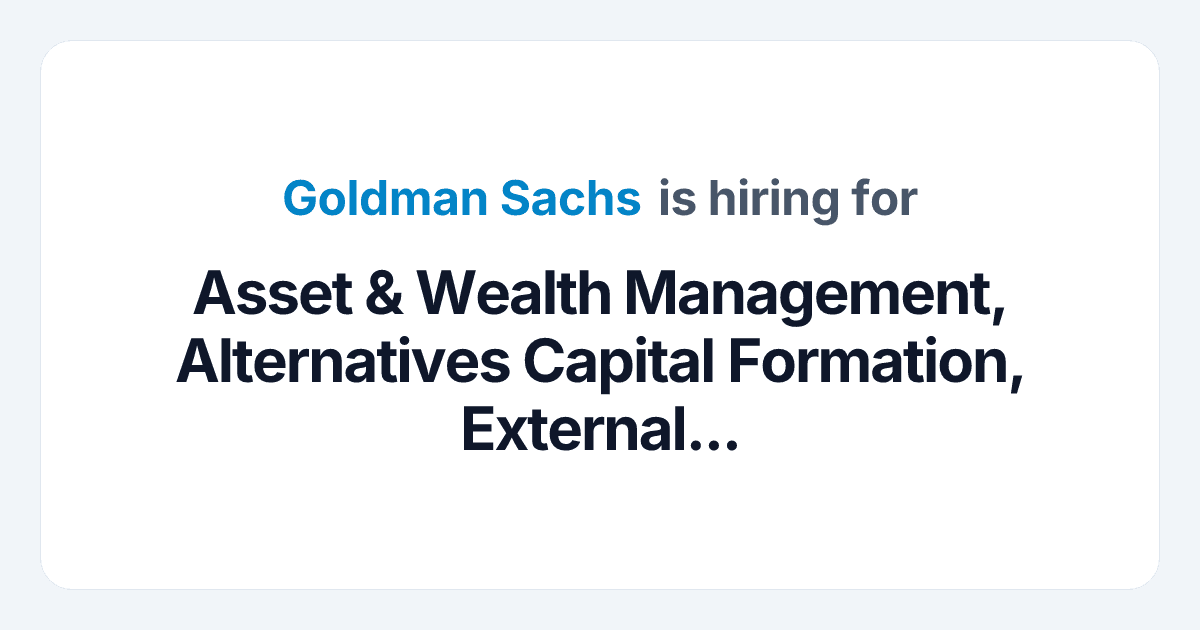 Goldman Sachs is hiring for
Asset & Wealth Management,
Alternatives Capital Formation,
External...